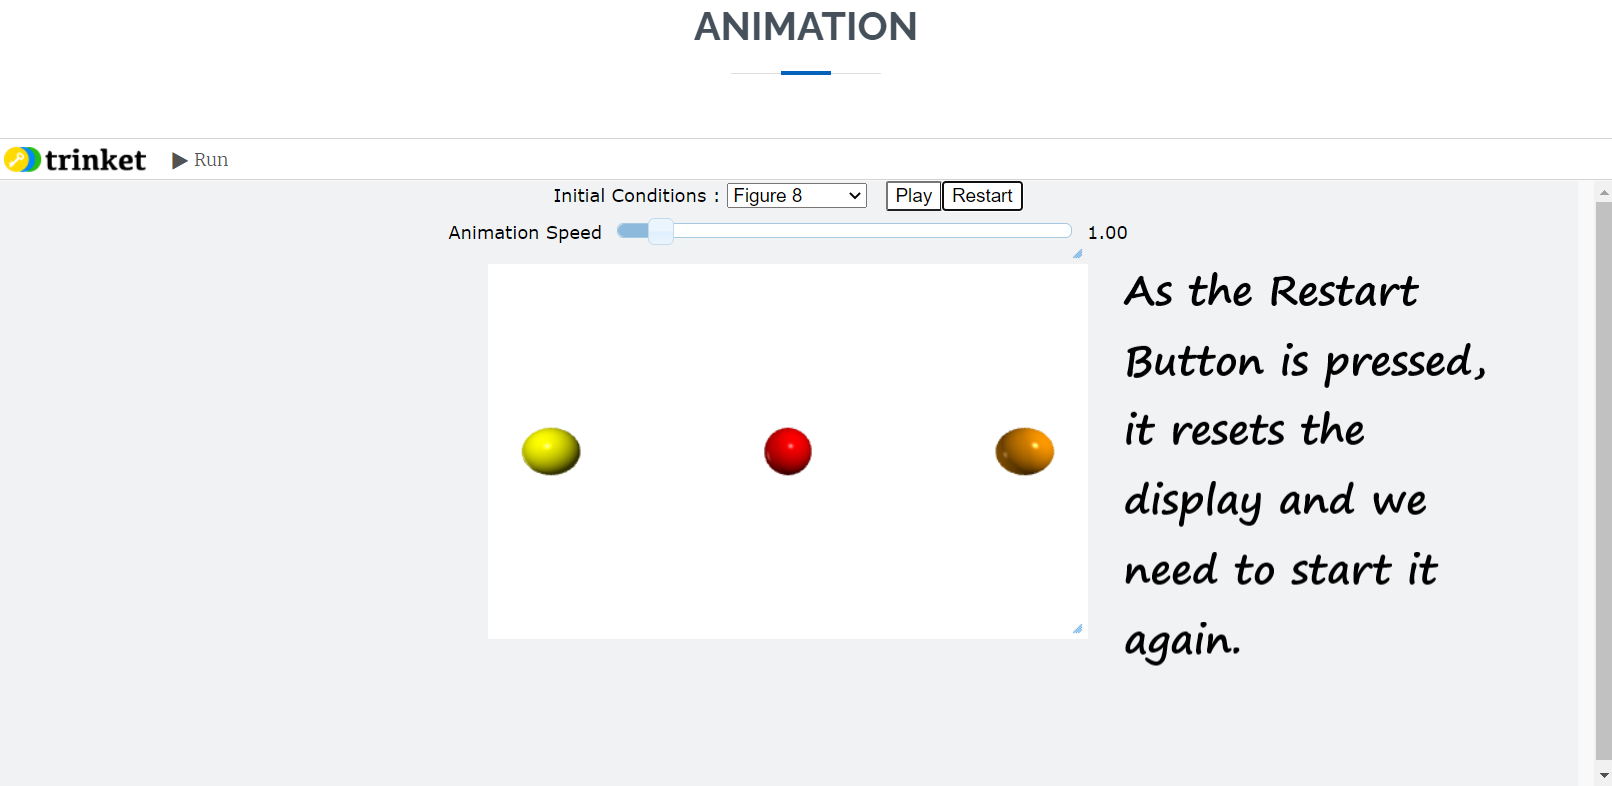 ANIMATION
trinket Run
Initial Conditions : Figure 8 Play Restart
Animation Speed 1.00
As the Restart
Button is pressed,
it resets the
display and we
need to start it
again.